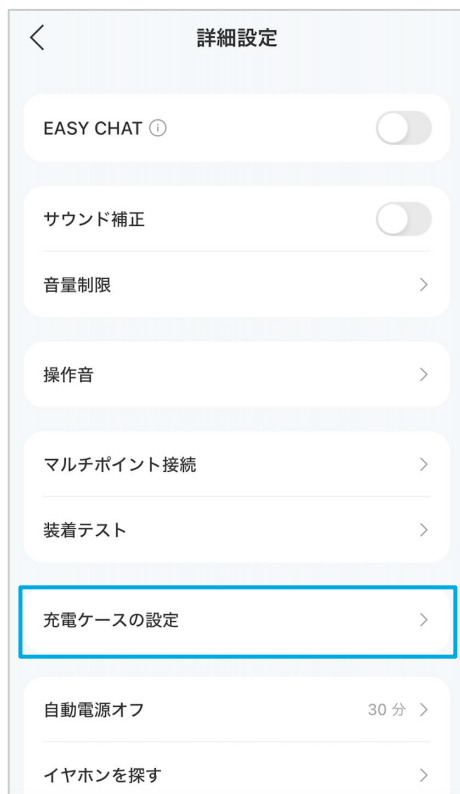 詳細設定
EASY CHAT
サウンド補正
音量制限
操作音
マルチポイント接続
装着テスト
充電ケースの設定
自動電源オフ 30 分
イヤホンを探す